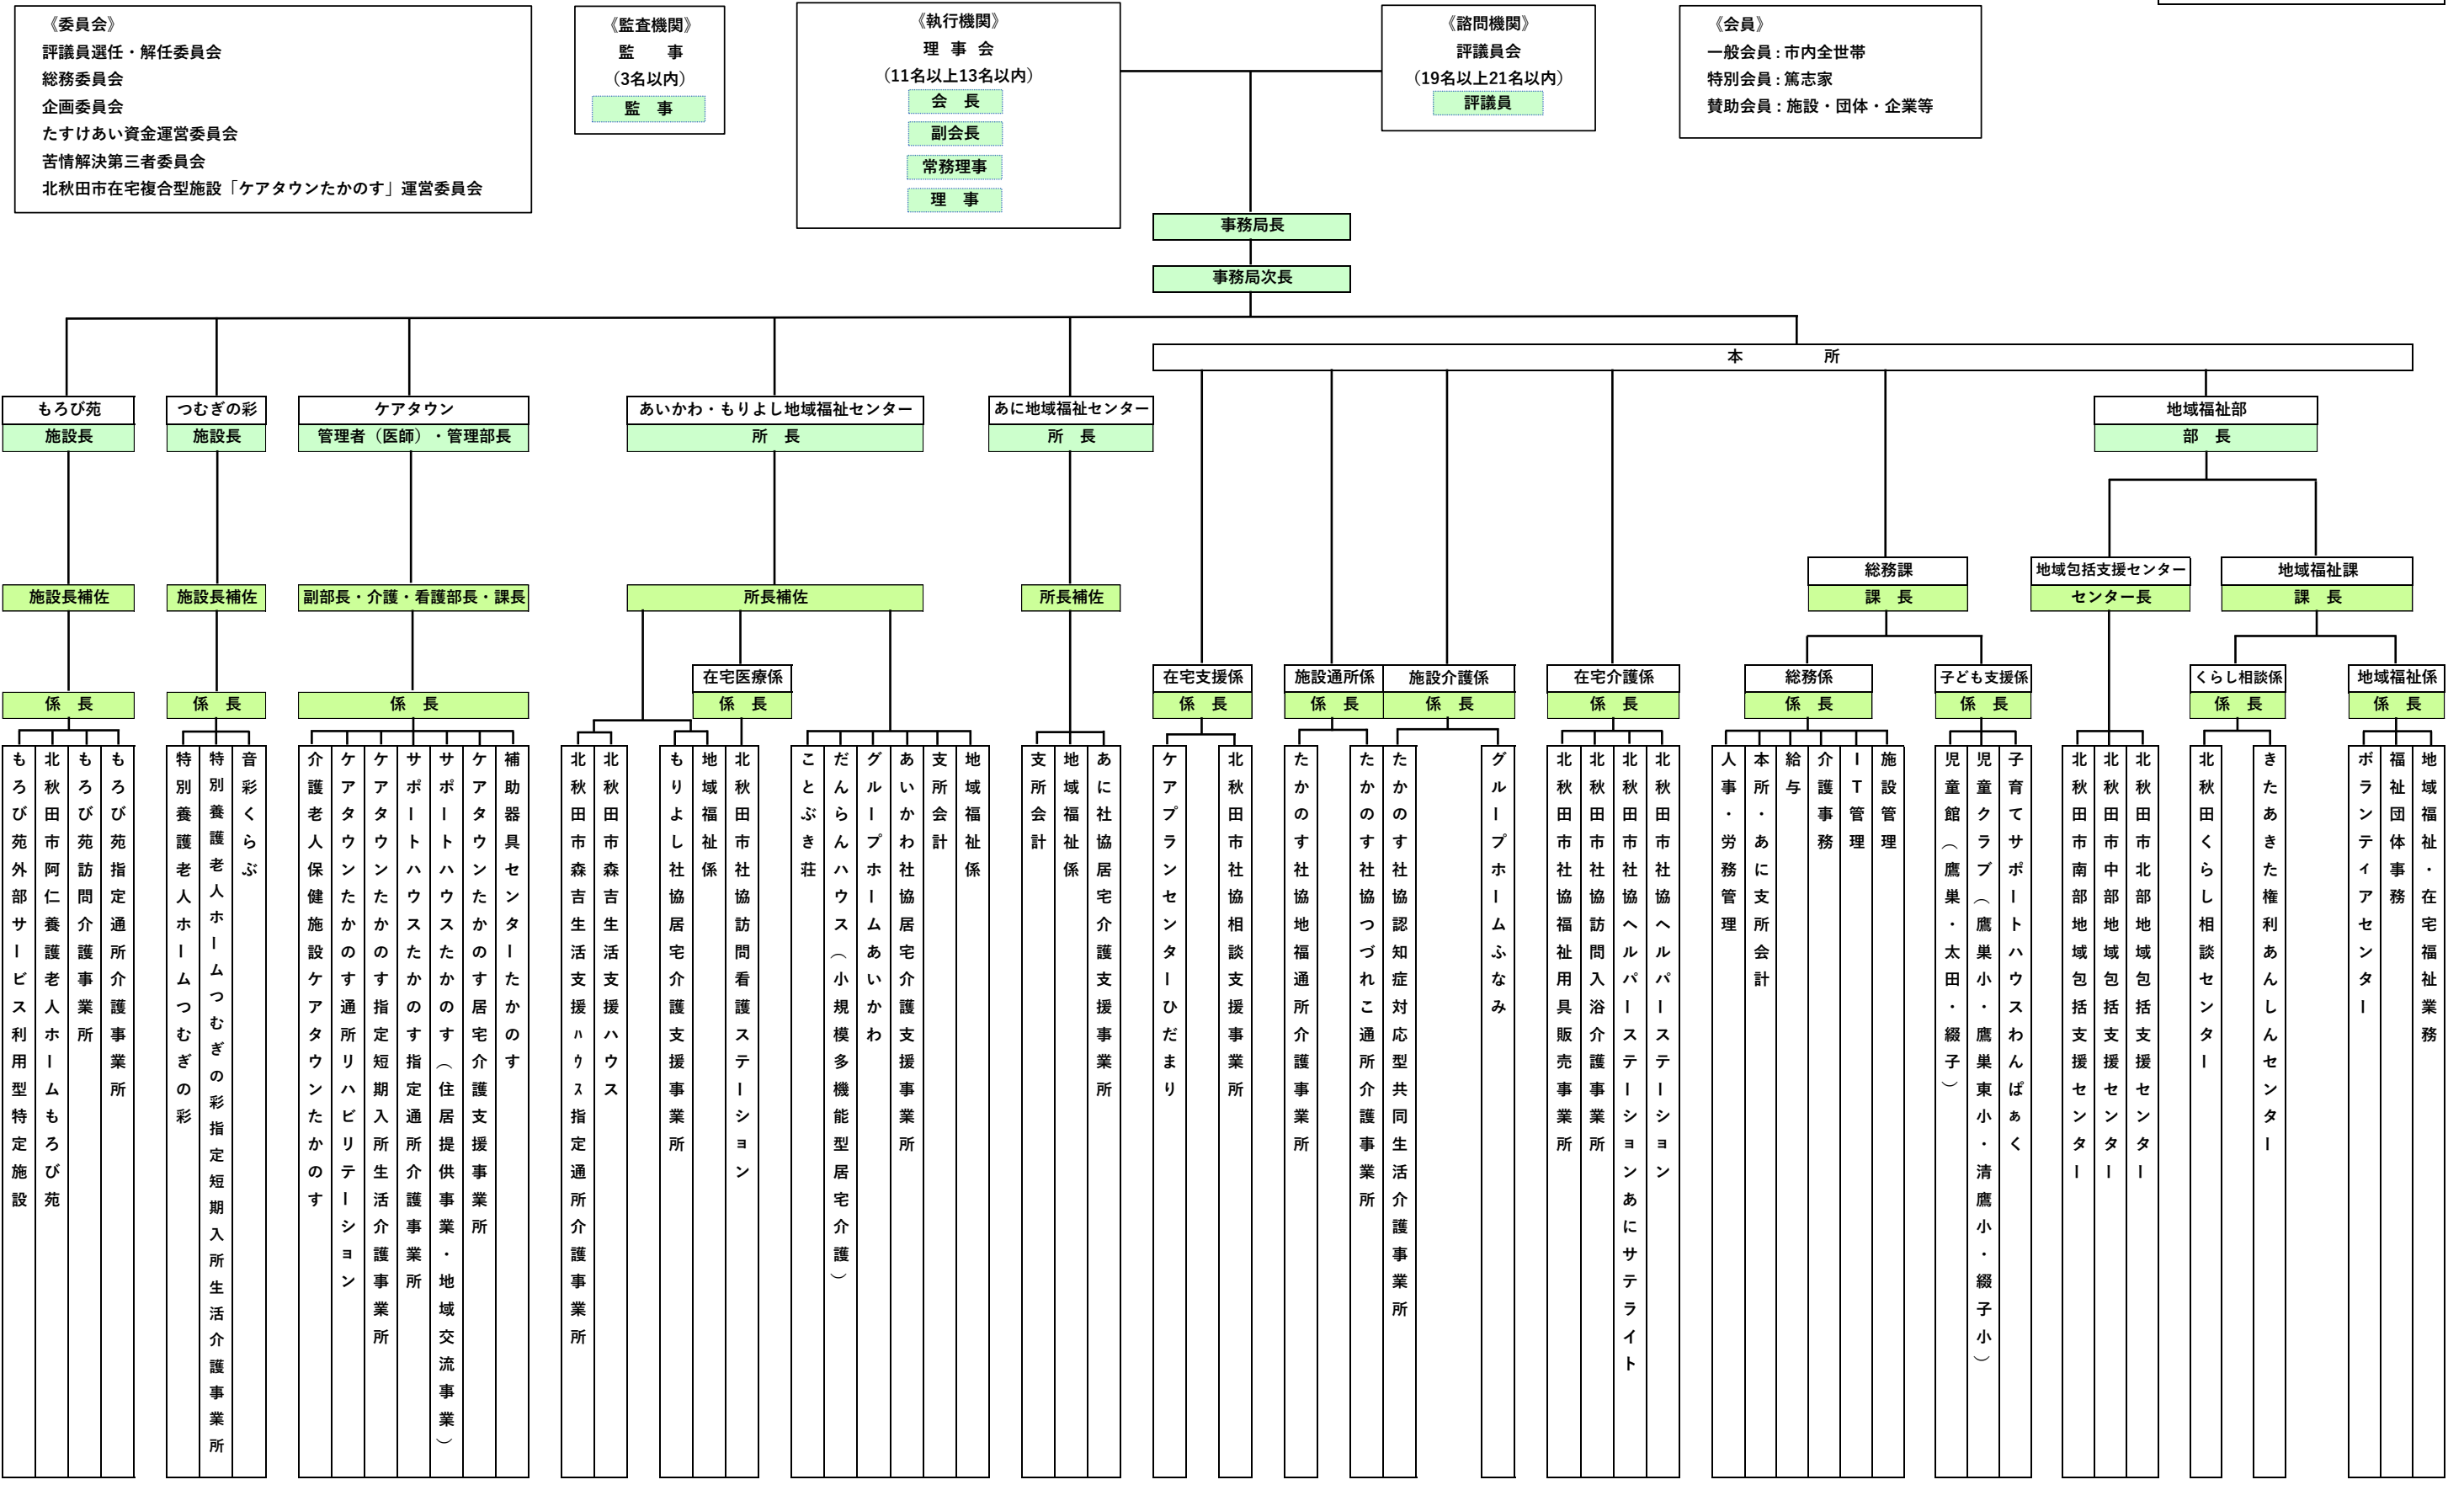 《委員会》
評議員選任・解任委員会
総務委員会
企画委員会
たすけあい資金運営委員会
苦情解決第三者委員会
北秋田市在宅複合型施設「ケアタウンたかのす」運営委員会
《監査機関》
監　　事
（3名以内）
監　事
《執行機関》
理 事 会
（11名以上13名以内）
会　長
副会長
常務理事
理　事
《諮問機関》
評議員会
（19名以上21名以内）
評議員
《会員》
一般会員：市内全世帯
特別会員：篤志家
賛助会員：施設・団体・企業等
事務局長
事務局次長
本　　　　　所
もろび苑
施設長
つむぎの彩
施設長
ケアタウン
管理者（医師）・管理部長
あいかわ・もりよし地域福祉センター
所　長
あに地域福祉センター
所　長
地域福祉部
部　長
施設長補佐
施設長補佐
副部長・介護・看護部長・課長
所長補佐
所長補佐
総務課
課　長
地域包括支援センター
センター長
地域福祉課
課　長
係　長
係　長
係　長
在宅医療係
係　長
在宅支援係
係　長
施設通所係
係　長
施設介護係
係　長
在宅介護係
係　長
総務係
係　長
子ども支援係
係　長
くらし相談係
係　長
地域福祉係
係　長
もろび苑外部サービス利用型特定施設
北秋田市阿仁養護老人ホームもろび苑
もろび苑訪問介護事業所
もろび苑指定通所介護事業所
特別養護老人ホームつむぎの彩
特別養護老人ホームつむぎの彩指定短期入所生活介護事業所
音彩くらぶ
介護老人保健施設ケアタウンたかのす
ケアタウンたかのす通所リハビリテーション
ケアタウンたかのす指定短期入所生活介護事業所
サポートハウスたかのす指定通所介護事業所
サポートハウスたかのす（住居提供事業・地域交流事業）
ケアタウンたかのす居宅介護支援事業所
補助器具センターたかのす
北秋田市森吉生活支援ﾊｳｽ指定通所介護事業所
北秋田市森吉生活支援ハウス
もりよし社協居宅介護支援事業所
地域福祉係
北秋田市社協訪問看護ステーション
ことぶき荘
だんらんハウス（小規模多機能型居宅介護）
グループホームあいかわ
あいかわ社協居宅介護支援事業所
支所会計
地域福祉係
支所会計
地域福祉係
あに社協居宅介護支援事業所
ケアプランセンターひだまり
北秋田市社協相談支援事業所
たかのす社協地福通所介護事業所
たかのす社協つづれこ通所介護事業所
たかのす社協認知症対応型共同生活介護事業所
グループホームふなみ
北秋田市社協福祉用具販売事業所
北秋田市社協訪問入浴介護事業所
北秋田市社協ヘルパーステーションあにサテライト
北秋田市社協ヘルパーステーション
人事・労務管理
本所・あに支所会計
給与
介護事務
IT管理
施設管理
児童館（鷹巣・太田・綴子）
児童クラブ（鷹巣小・鷹巣東小・清鷹小・綴子小）
子育てサポートハウスわんぱぁく
北秋田市南部地域包括支援センター
北秋田市中部地域包括支援センター
北秋田市北部地域包括支援センター
北秋田くらし相談センター
きたあきた権利あんしんセンター
ボランティアセンター
福祉団体事務
地域福祉・在宅福祉業務